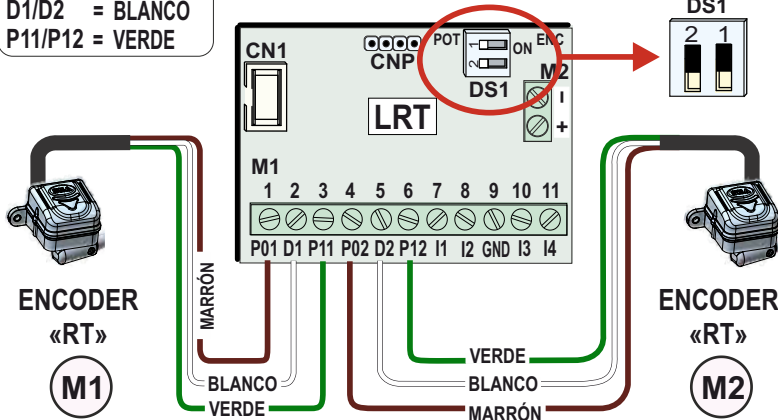 D1/D2 = BLANCO
P11/P12 = VERDE
CN1
CNP
POT
ON
ENC
1
2
DS1
M2
-
+
LRT
DS1
2 1
M1
1 2 3 4 5 6 7 8 9 10 11
P01 D1 P11 P02 D2 P12 I1 I2 GND I3 I4
ENCODER
«RT»
M1
MARRÓN
BLANCO
VERDE
VERDE
BLANCO
MARRÓN
ENCODER
«RT»
M2